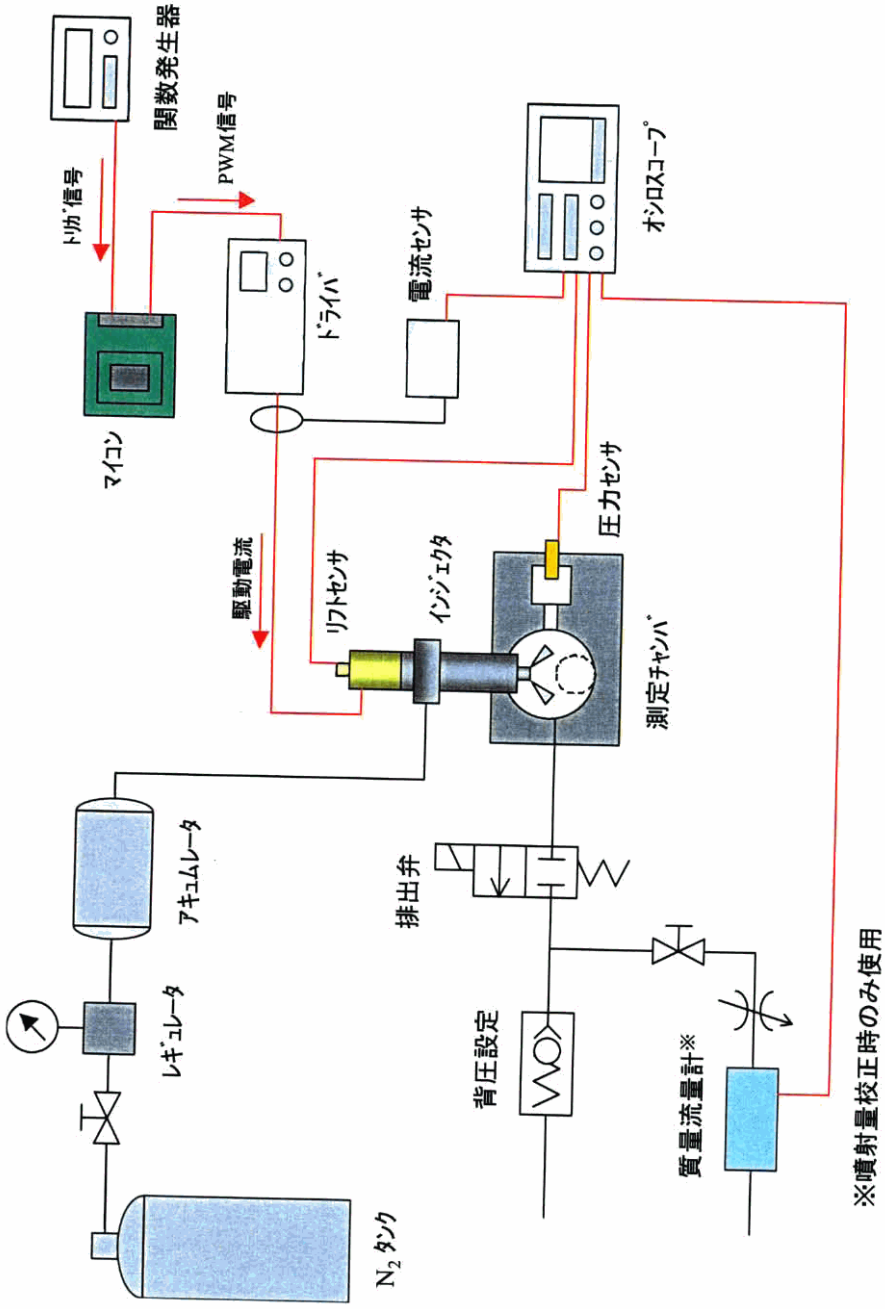 N₂ タンク
レギュレータ
アキュムレータ
マイコン
トリガ信号
関数発生器
PWM信号
ドライバ
電流センサ
駆動電流
リフトセンサ
インジェクタ
圧力センサ
オシロスコープ
測定チャンバ
排出弁
背圧設定
質量流量計※
※噴射量校正時のみ使用